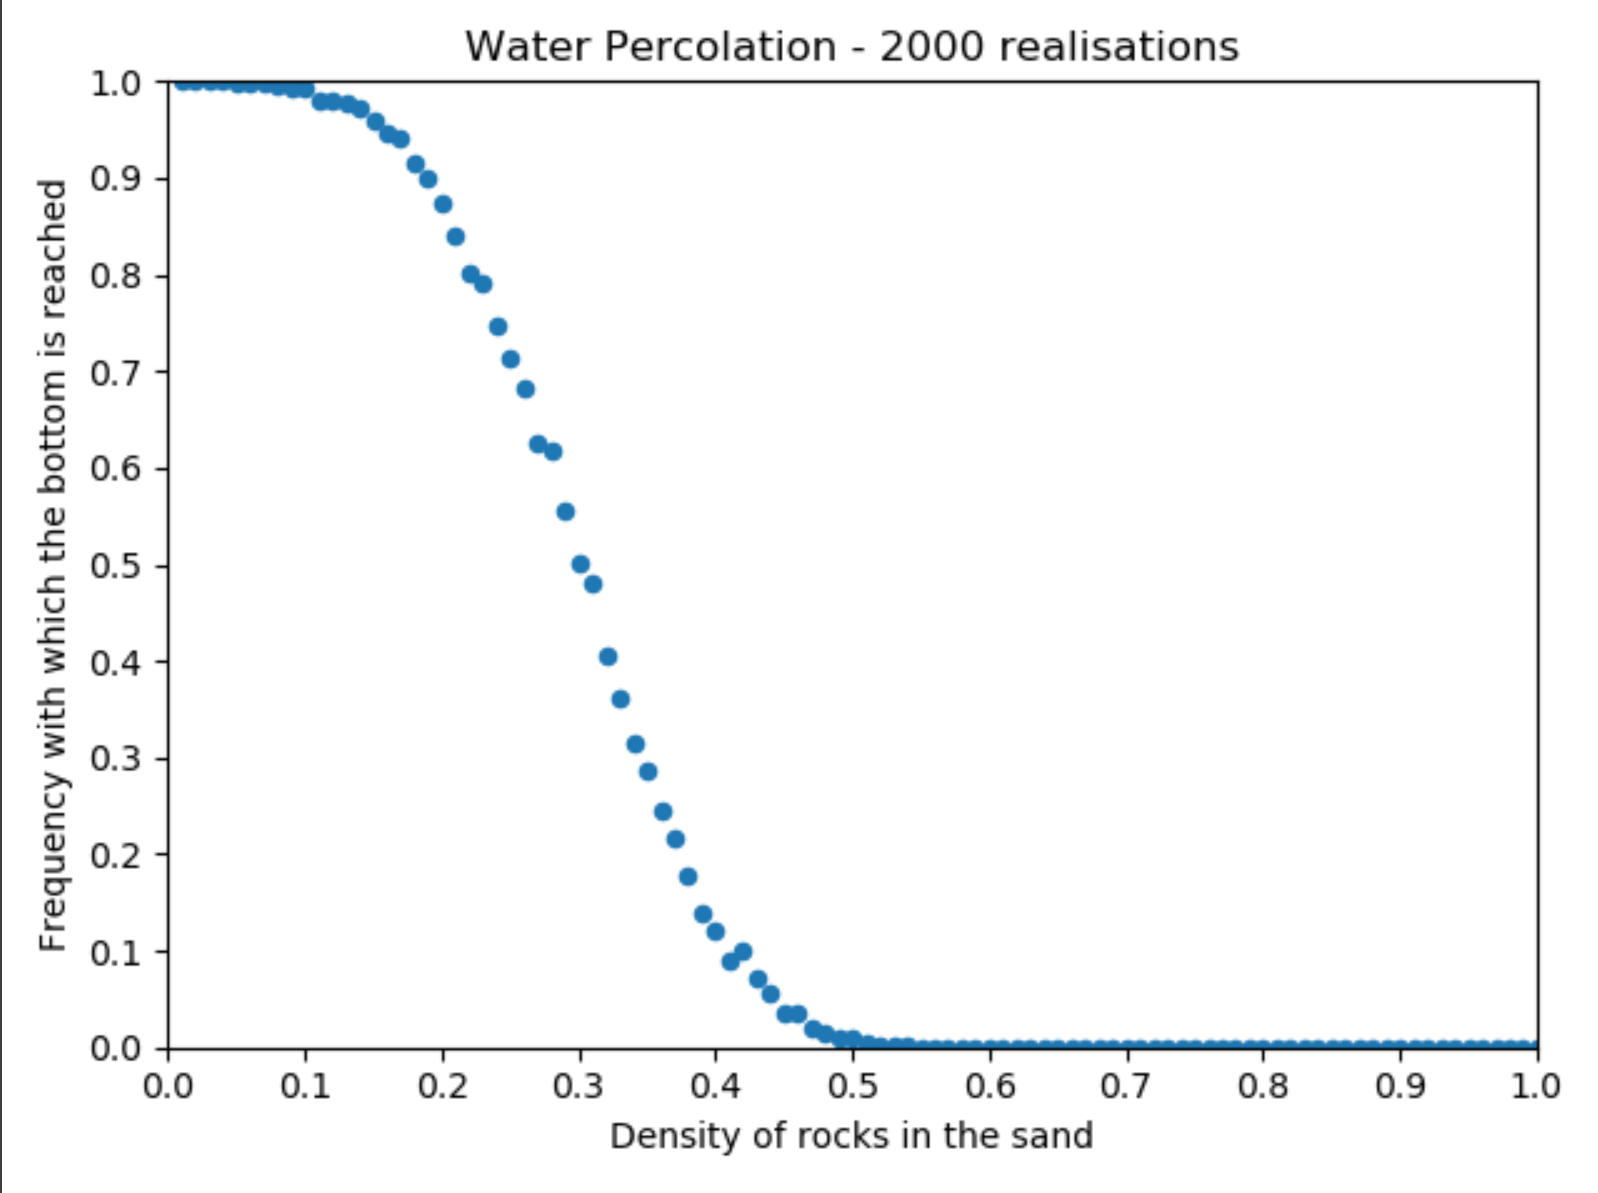 Water Percolation - 2000 realisations
Frequency with which the bottom is reached
1.0
0.9
0.8
0.7
0.6
0.5
0.4
0.3
0.2
0.1
0.0
0.0 0.1 0.2 0.3 0.4 0.5 0.6 0.7 0.8 0.9 1.0
Density of rocks in the sand